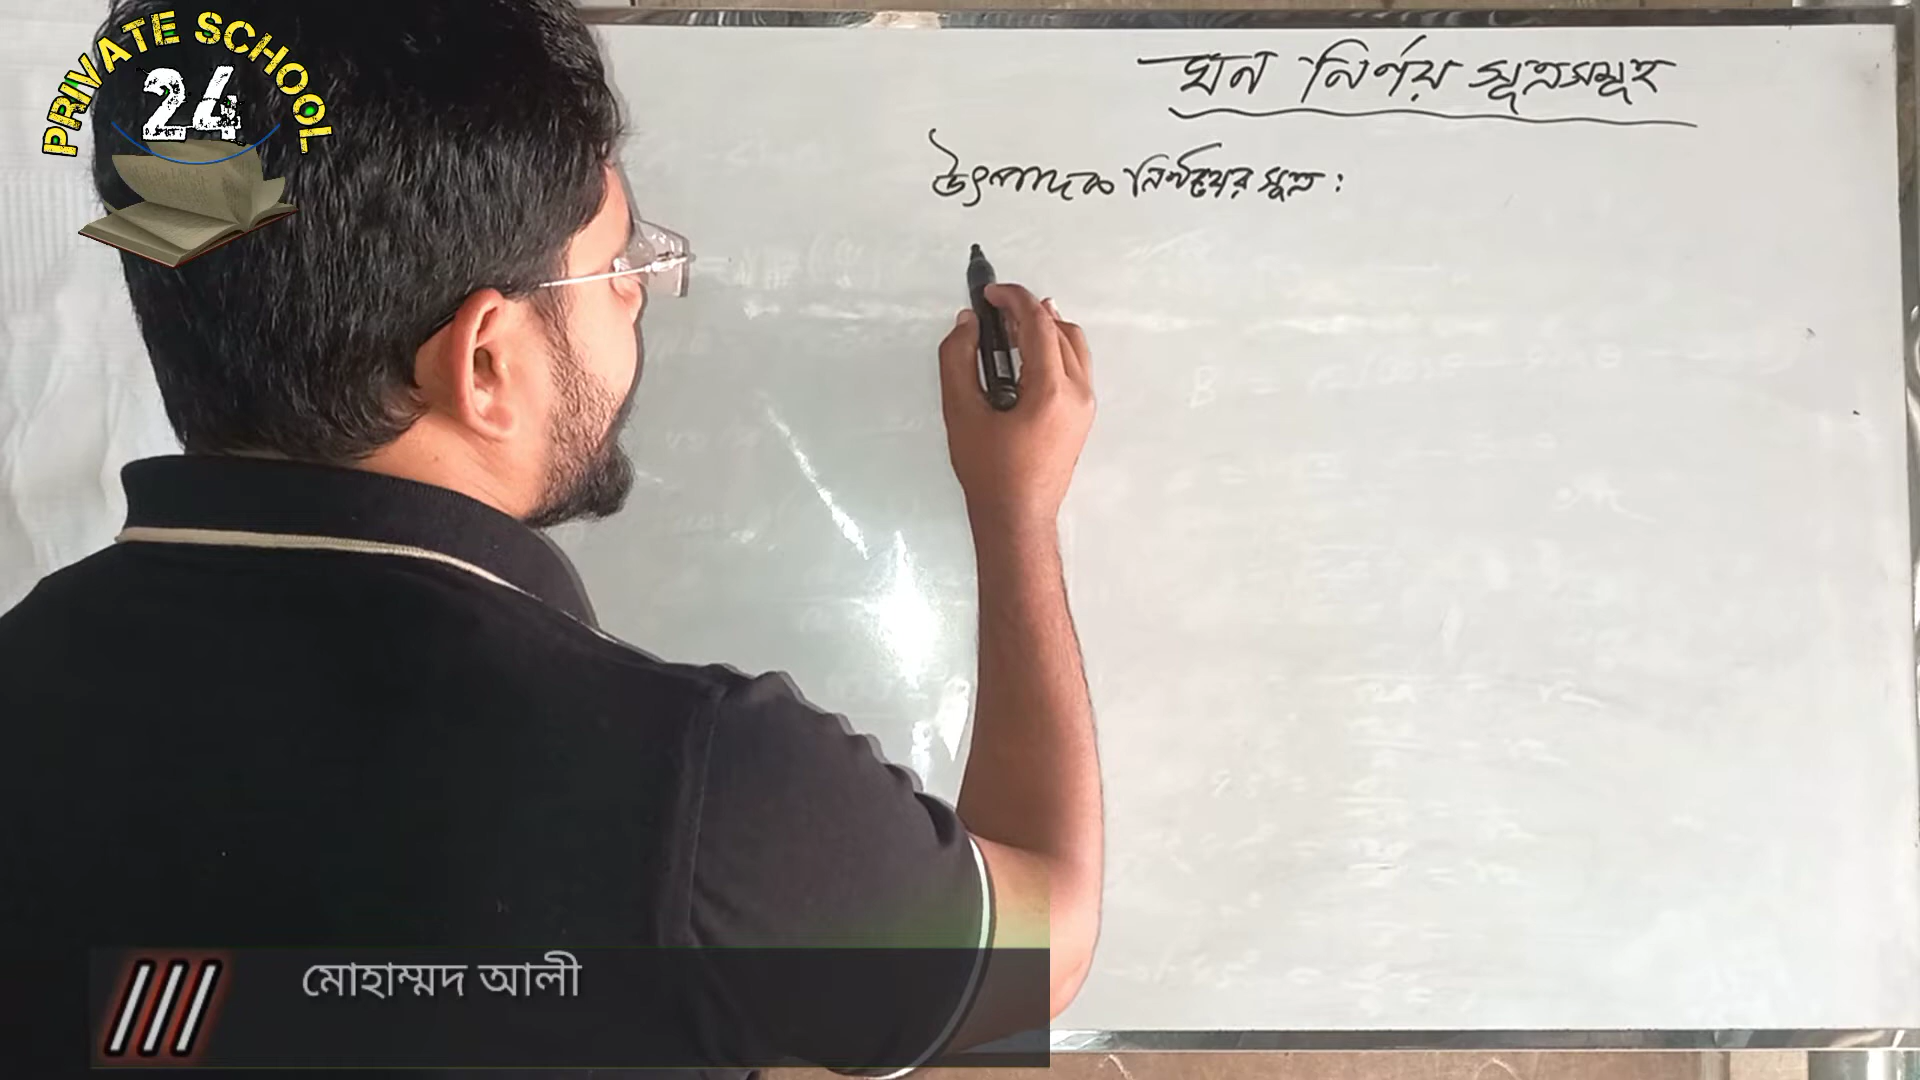 PRIVATE SCHOOL
24
ঘন নির্ণয় সূত্রসমূহ
উৎপাদক নির্ণয়ের সূত্র :
মোহাম্মদ আলী